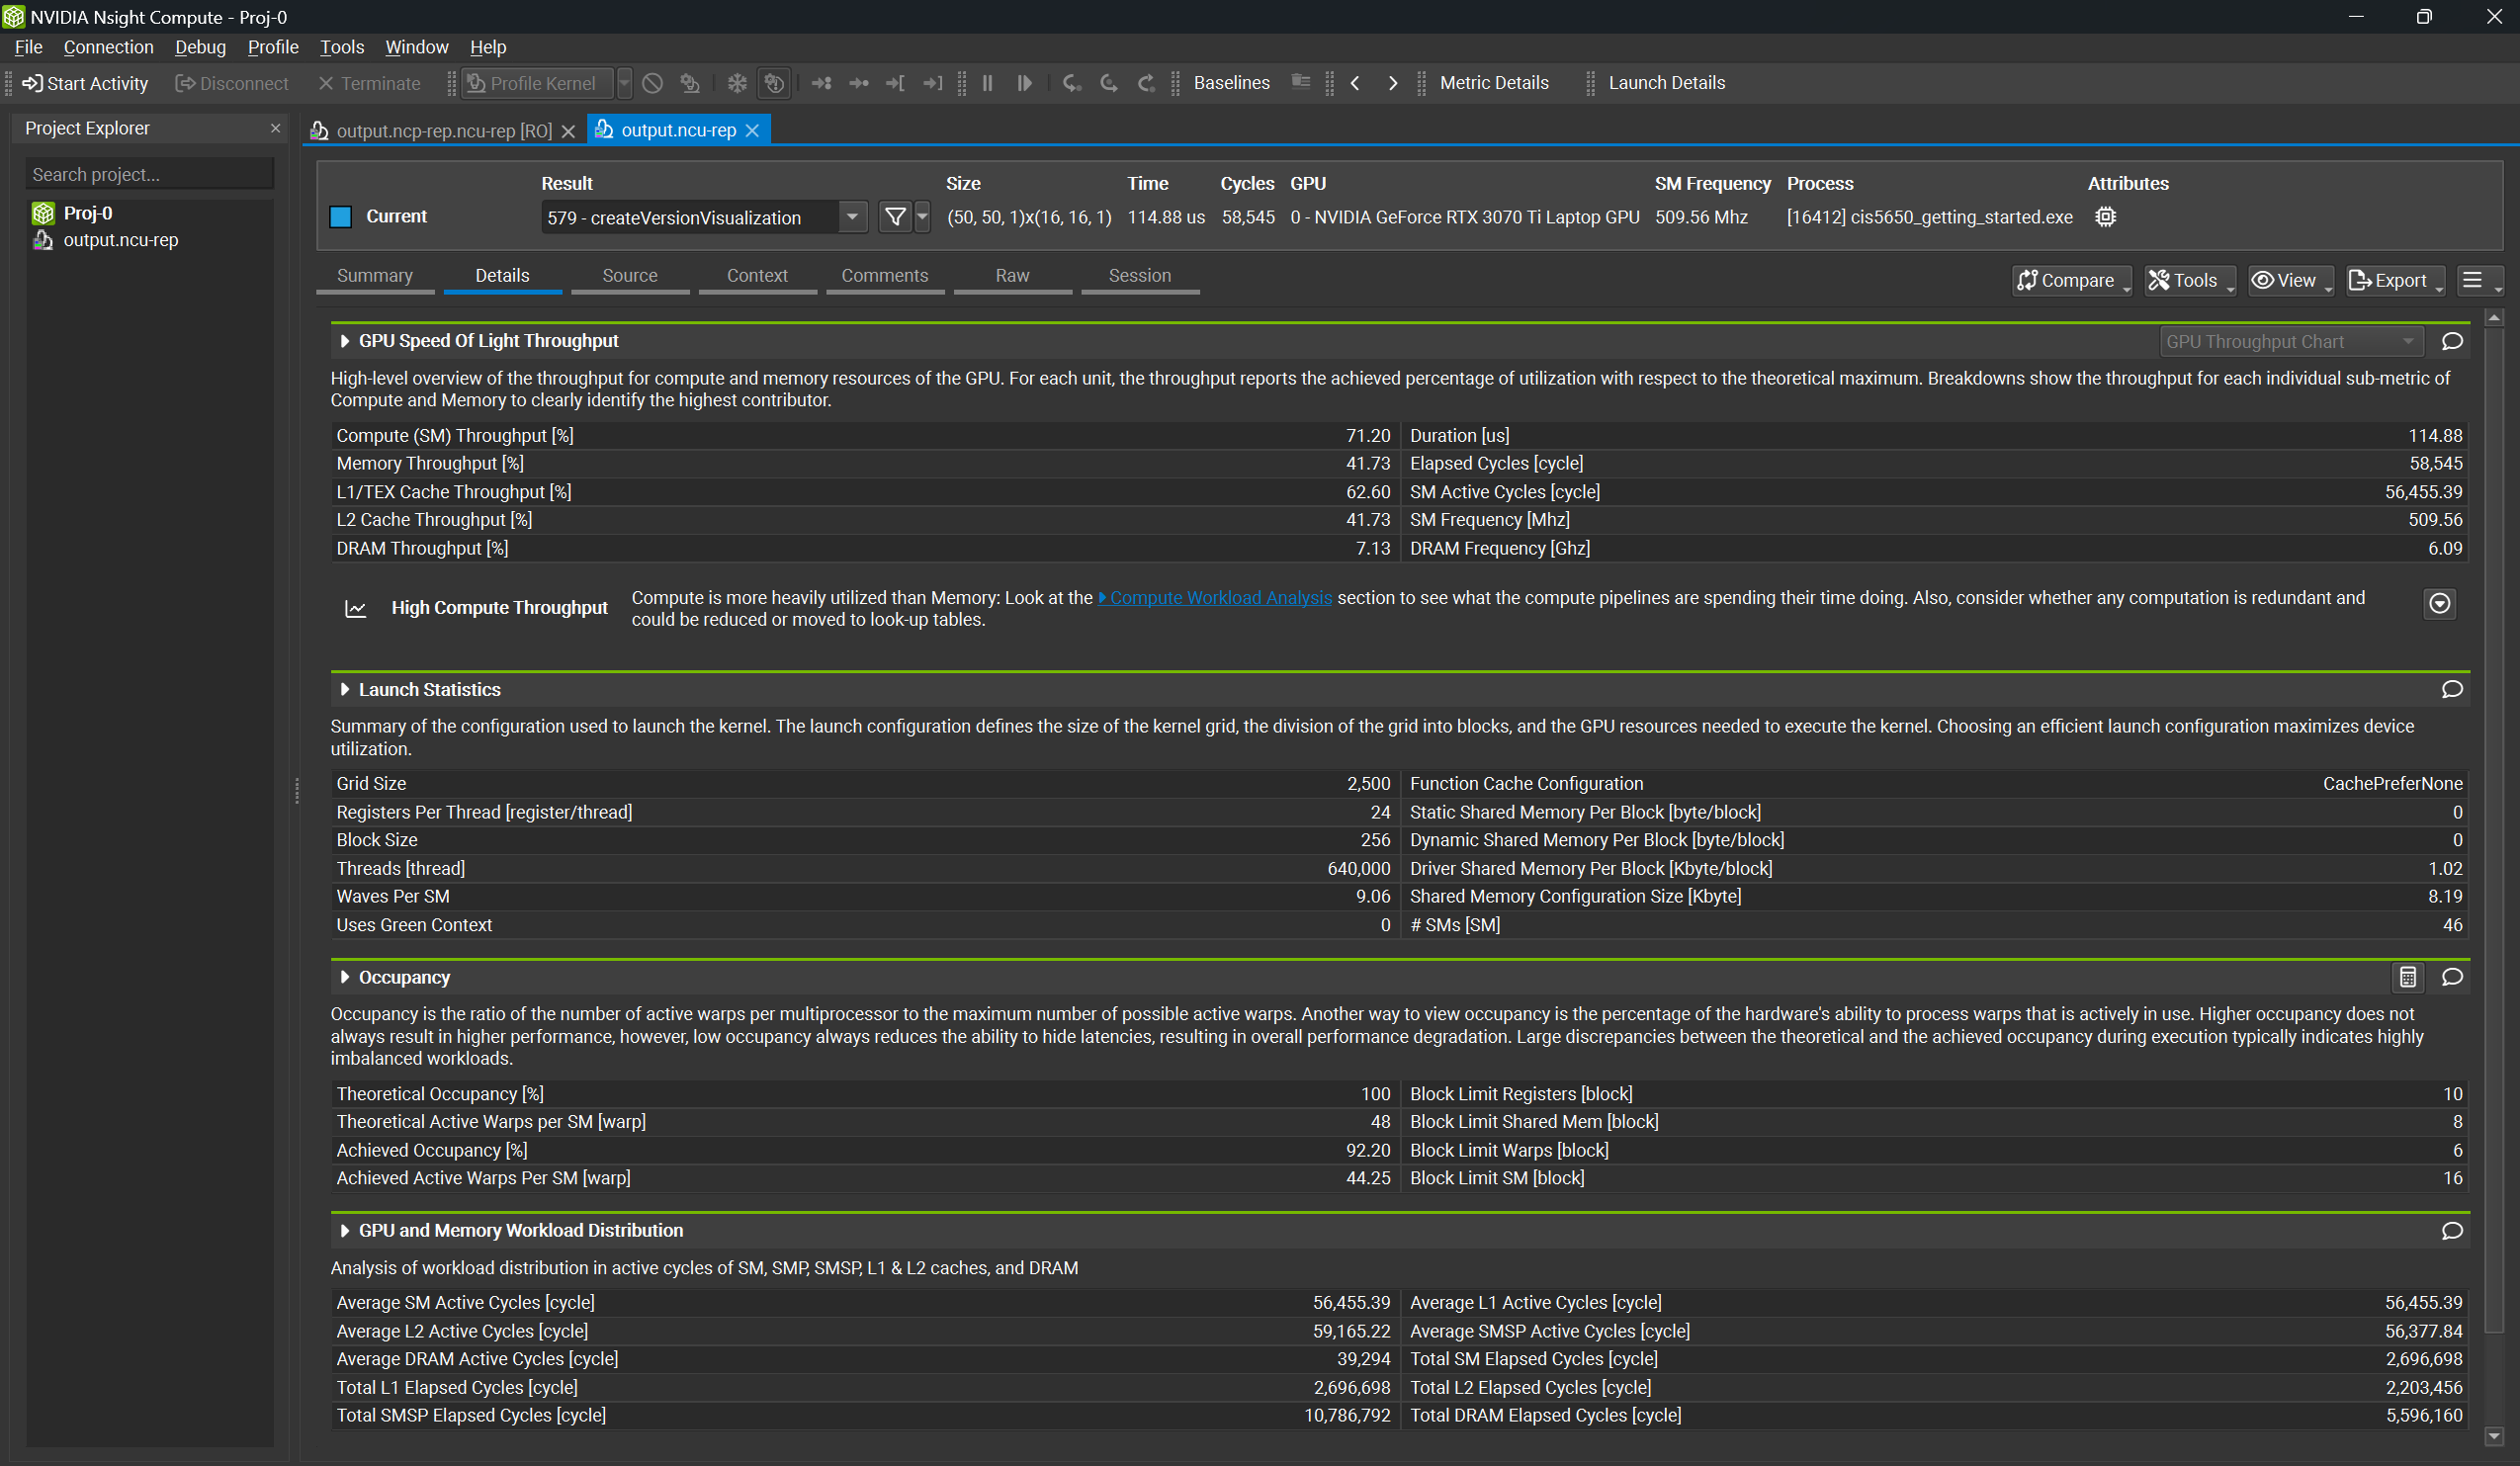 NVIDIA Nsight Compute - Proj-0
File Connection Debug Profile Tools Window Help
Start Activity Disconnect Terminate Profile Kernel Baselines Metric Details Launch Details
Project Explorer
output.ncp-rep.ncu-rep [RO] output.ncu-rep
Search project...
Proj-0
output.ncu-rep
Result Size Time Cycles GPU SM Frequency Process Attributes
Current 579 - createVersionVisualization (50, 50, 1)x(16, 16, 1) 114.88 us 58,545 0 - NVIDIA GeForce RTX 3070 Ti Laptop GPU 509.56 Mhz [16412] cis5650_getting_started.exe
Summary Details Source Context Comments Raw Session Compare Tools View Export
GPU Speed Of Light Throughput GPU Throughput Chart
High-level overview of the throughput for compute and memory resources of the GPU. For each unit, the throughput reports the achieved percentage of utilization with respect to the theoretical maximum. Breakdowns show the throughput for each individual sub-metric of
Compute and Memory to clearly identify the highest contributor.
Compute (SM) Throughput [%] 71.20 Duration [us] 114.88
Memory Throughput [%] 41.73 Elapsed Cycles [cycle] 58,545
L1/TEX Cache Throughput [%] 62.60 SM Active Cycles [cycle] 56,455.39
L2 Cache Throughput [%] 41.73 SM Frequency [Mhz] 509.56
DRAM Throughput [%] 7.13 DRAM Frequency [Ghz] 6.09
High Compute Throughput Compute is more heavily utilized than Memory: Look at the Compute Workload Analysis section to see what the compute pipelines are spending their time doing. Also, consider whether any computation is redundant and
could be reduced or moved to look-up tables.
Launch Statistics
Summary of the configuration used to launch the kernel. The launch configuration defines the size of the kernel grid, the division of the grid into blocks, and the GPU resources needed to execute the kernel. Choosing an efficient launch configuration maximizes device
utilization.
Grid Size 2,500 Function Cache Configuration CachePreferNone
Registers Per Thread [register/thread] 24 Static Shared Memory Per Block [byte/block] 0
Block Size 256 Dynamic Shared Memory Per Block [byte/block] 0
Threads [thread] 640,000 Driver Shared Memory Per Block [Kbyte/block] 1.02
Waves Per SM 9.06 Shared Memory Configuration Size [Kbyte] 8.19
Uses Green Context 0 # SMs [SM] 46
Occupancy
Occupancy is the ratio of the number of active warps per multiprocessor to the maximum number of possible active warps. Another way to view occupancy is the percentage of the hardware's ability to process warps that is actively in use. Higher occupancy does not
always result in higher performance, however, low occupancy always reduces the ability to hide latencies, resulting in overall performance degradation. Large discrepancies between the theoretical and the achieved occupancy during execution typically indicates highly
imbalanced workloads.
Theoretical Occupancy [%] 100 Block Limit Registers [block] 10
Theoretical Active Warps per SM [warp] 48 Block Limit Shared Mem [block] 8
Achieved Occupancy [%] 92.20 Block Limit Warps [block] 6
Achieved Active Warps Per SM [warp] 44.25 Block Limit SM [block] 16
GPU and Memory Workload Distribution
Analysis of workload distribution in active cycles of SM, SMP, SMSP, L1 & L2 caches, and DRAM
Average SM Active Cycles [cycle] 56,455.39 Average L1 Active Cycles [cycle] 56,455.39
Average L2 Active Cycles [cycle] 59,165.22 Average SMSP Active Cycles [cycle] 56,377.84
Average DRAM Active Cycles [cycle] 39,294 Total SM Elapsed Cycles [cycle] 2,696,698
Total L1 Elapsed Cycles [cycle] 2,696,698 Total L2 Elapsed Cycles [cycle] 2,203,456
Total SMSP Elapsed Cycles [cycle] 10,786,792 Total DRAM Elapsed Cycles [cycle] 5,596,160